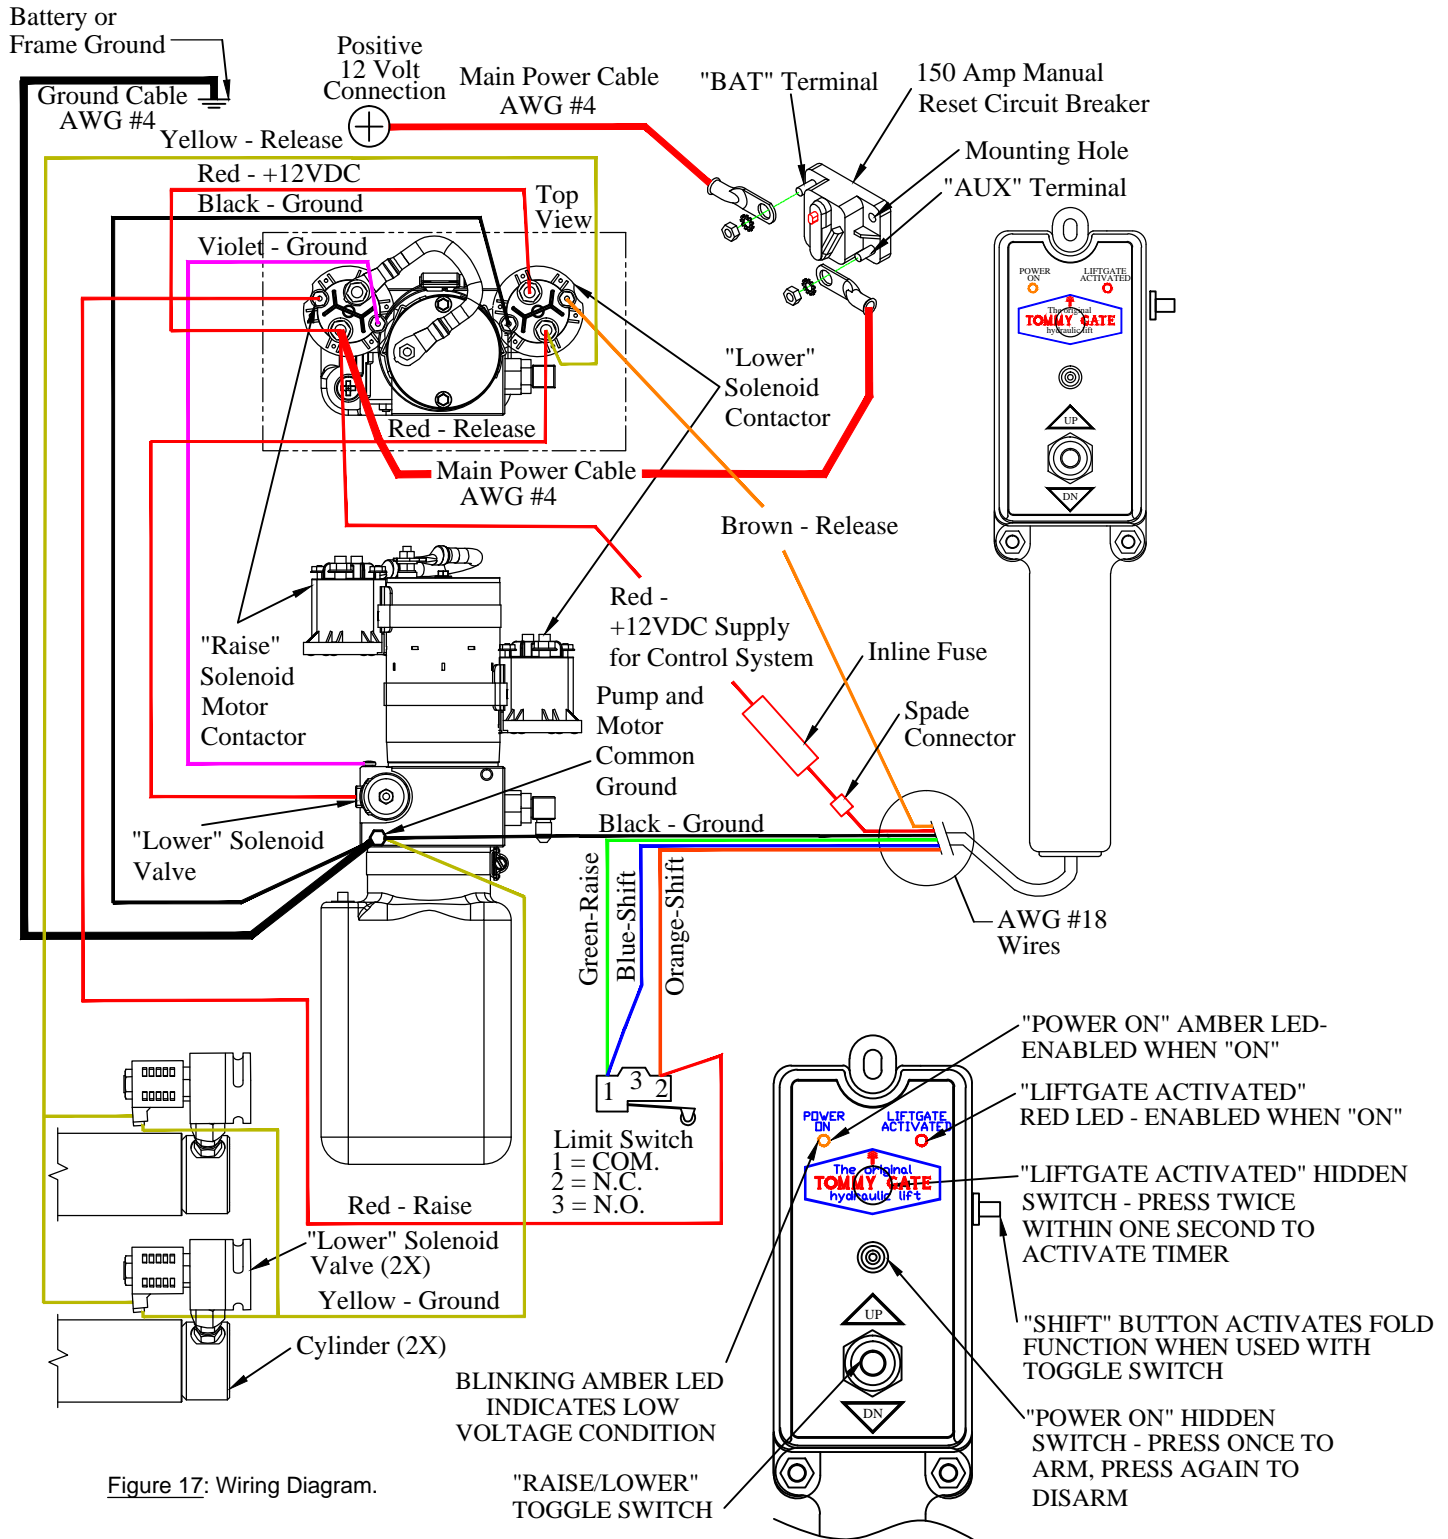 Battery or
Frame Ground
Positive
12 Volt
Connection
Main Power Cable
AWG #4
"BAT" Terminal
150 Amp Manual
Reset Circuit Breaker
Ground Cable
AWG #4
Yellow - Release
Mounting Hole
"AUX" Terminal
Red - +12VDC
Black - Ground
Top
View
Violet - Ground
POWER
ON
LIFTGATE
ACTIVATED
The original
TOMMY GATE
hydraulic lift
UP
DN
"Lower"
Solenoid
Contactor
Red - Release
Main Power Cable
AWG #4
Brown - Release
Red -
+12VDC Supply
for Control System
Inline Fuse
"Raise"
Solenoid
Motor
Contactor
Pump and
Motor
Common
Ground
Spade
Connector
"Lower" Solenoid
Valve
Black - Ground
Green-Raise
Blue-Shift
Orange-Shift
AWG #18
Wires
1 3 2
Limit Switch
1 = COM.
2 = N.C.
3 = N.O.
Red - Raise
"Lower" Solenoid
Valve (2X)
Yellow - Ground
Cylinder (2X)
"POWER ON" AMBER LED-
ENABLED WHEN "ON"
"LIFTGATE ACTIVATED"
RED LED - ENABLED WHEN "ON"
POWER
ON
LIFTGATE
ACTIVATED
The original
TOMMY GATE
hydraulic lift
"LIFTGATE ACTIVATED" HIDDEN
SWITCH - PRESS TWICE
WITHIN ONE SECOND TO
ACTIVATE TIMER
UP
DN
"SHIFT" BUTTON ACTIVATES FOLD
FUNCTION WHEN USED WITH
TOGGLE SWITCH
BLINKING AMBER LED
INDICATES LOW
VOLTAGE CONDITION
"POWER ON" HIDDEN
SWITCH - PRESS ONCE TO
ARM, PRESS AGAIN TO
DISARM
"RAISE/LOWER"
TOGGLE SWITCH
Figure 17: Wiring Diagram.